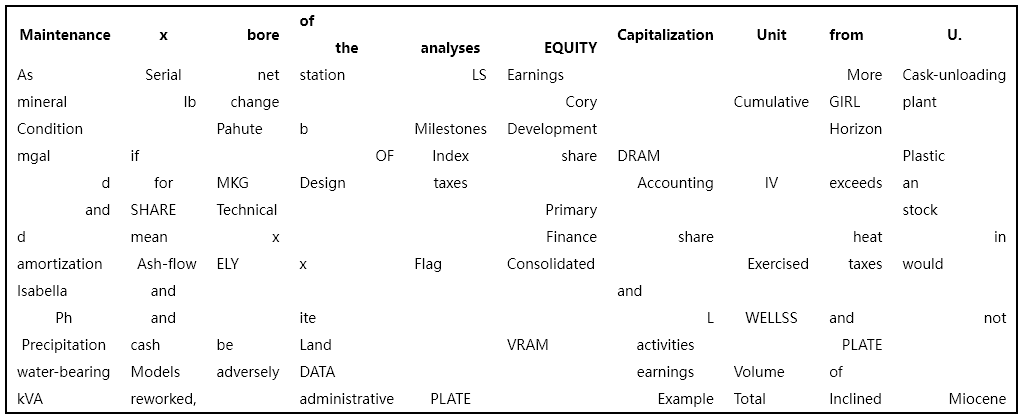 Maintenance x bore of the analyses EQUITY Capitalization Unit from U.
As Serial net station LS Earnings More Cask-unloading
mineral lb change Cory Cumulative GIRL plant
Condition Pahute b Milestones Development Horizon
mgal if OF Index share DRAM Plastic
d for MKG Design taxes Accounting IV exceeds an
and SHARE Technical Primary stock
d mean x Finance share heat in
amortization Ash-flow ELY x Flag Consolidated Exercised taxes would
Isabella and and
Ph and ite L WELLSS and not
Precipitation cash be Land VRAM activities PLATE
water-bearing Models adversely DATA earnings Volume of
kVA reworked, administrative PLATE Example Total Inclined Miocene